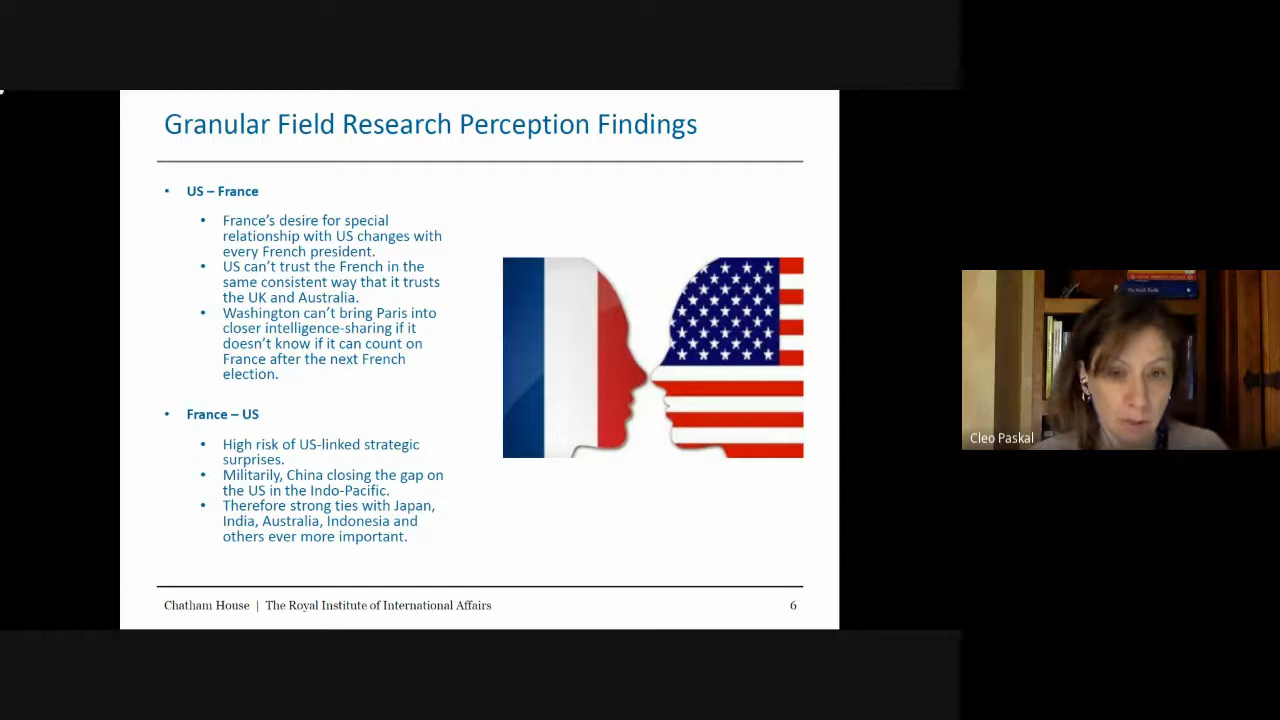 Granular Field Research Perception Findings
• US – France
• France's desire for special
relationship with US changes with
every French president.
• US can't trust the French in the
same consistent way that it trusts
the UK and Australia.
• Washington can't bring Paris into
closer intelligence-sharing if it
doesn't know if it can count on
France after the next French
election.
• France – US
• High risk of US-linked strategic
surprises.
• Militarily, China closing the gap on
the US in the Indo-Pacific.
• Therefore strong ties with Japan,
India, Australia, Indonesia and
others ever more important.
Chatham House | The Royal Institute of International Affairs
6
Cleo Paskal